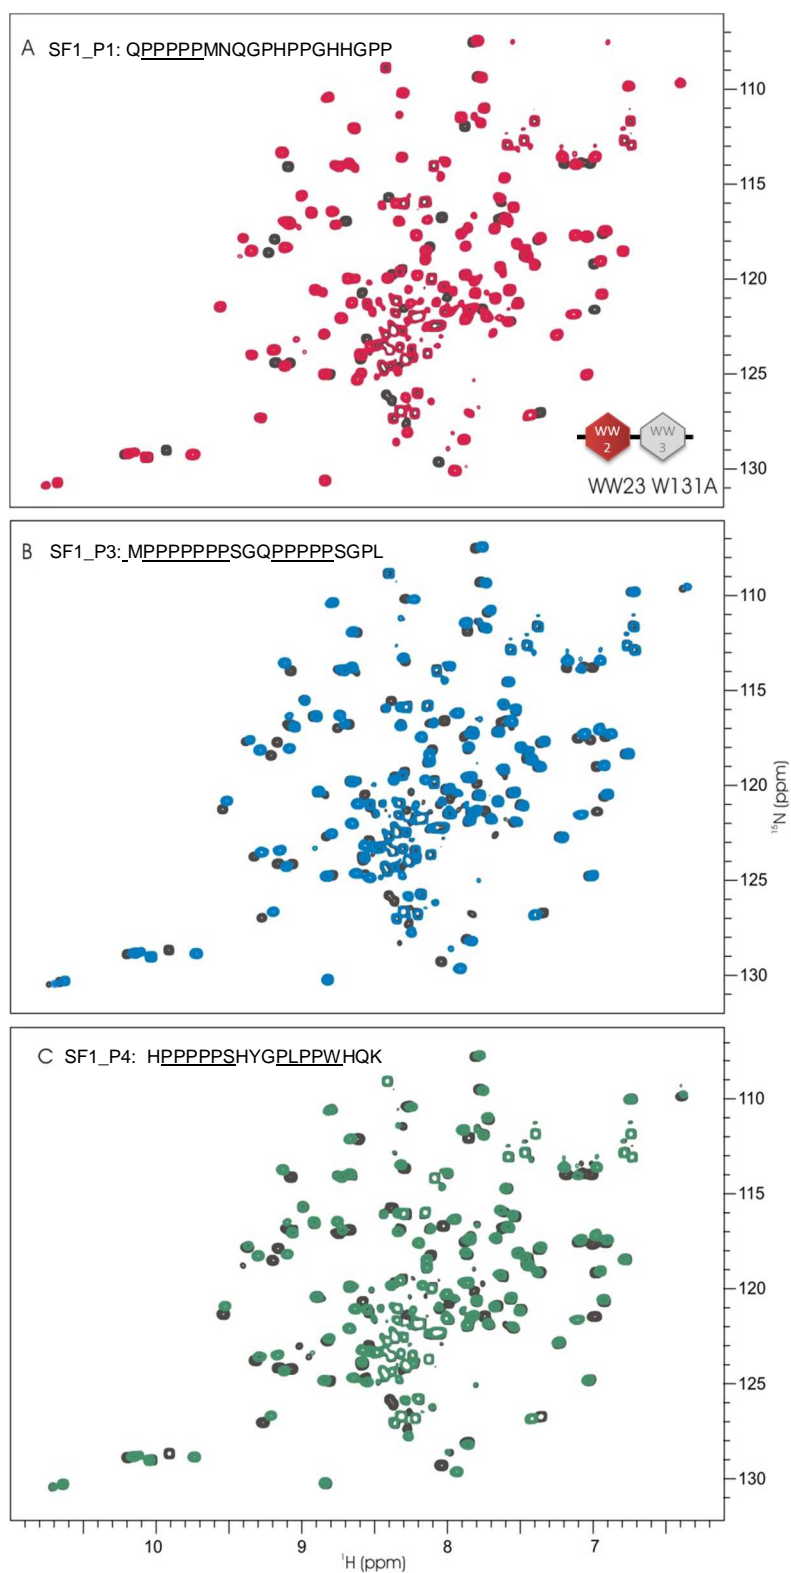 A SF1_P1: QPPPPPMNQGPHPPGHHGPP
110
115
120
125
130
WW 2
WW 3
WW23 W131A
B SF1_P3: MPPPPPPPSGQPPPPPSGPL
110
115
120
125
130
¹⁵N (ppm)
C SF1_P4: HPPPPPSHYGPLPPWHQK
110
115
120
125
130
10 9 8 7
¹H (ppm)